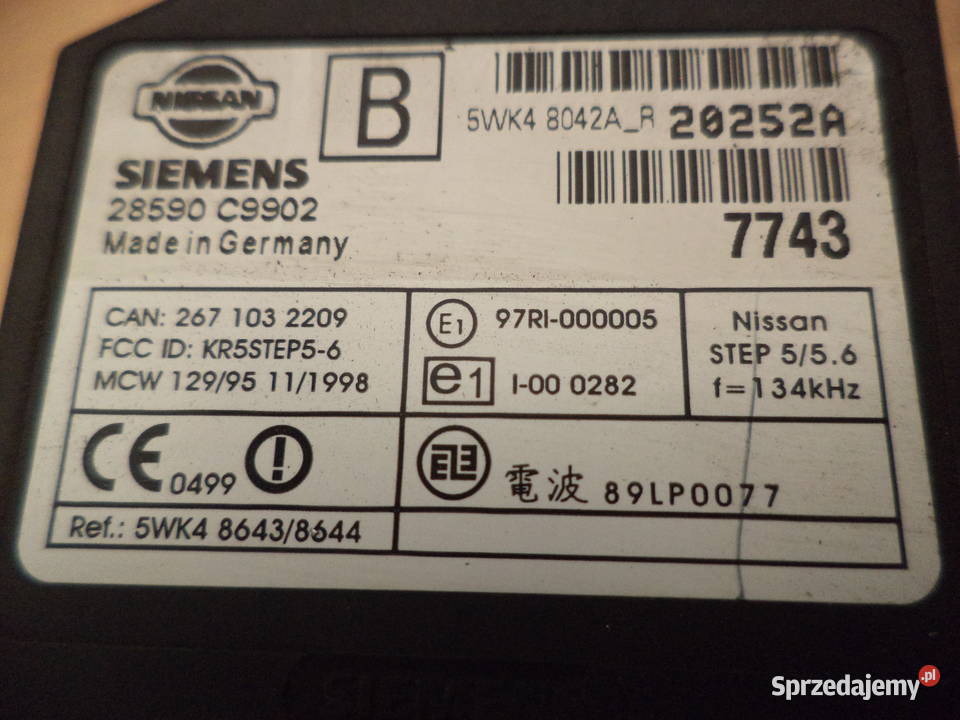 NISSAN
B
5WK4 8042A_R 20252A
SIEMENS
28590 C9902
Made in Germany
7743
CAN: 267 103 2209
FCC ID: KR5STEP5-6
MCW 129/95 11/1998
E1 97RI-000005
e1 I-00 0282
Nissan
STEP 5/5.6
f=134kHz
CE 0499
電波 89LP0077
Ref.: 5WK4 8643/8644
Sprzedajemy.pl